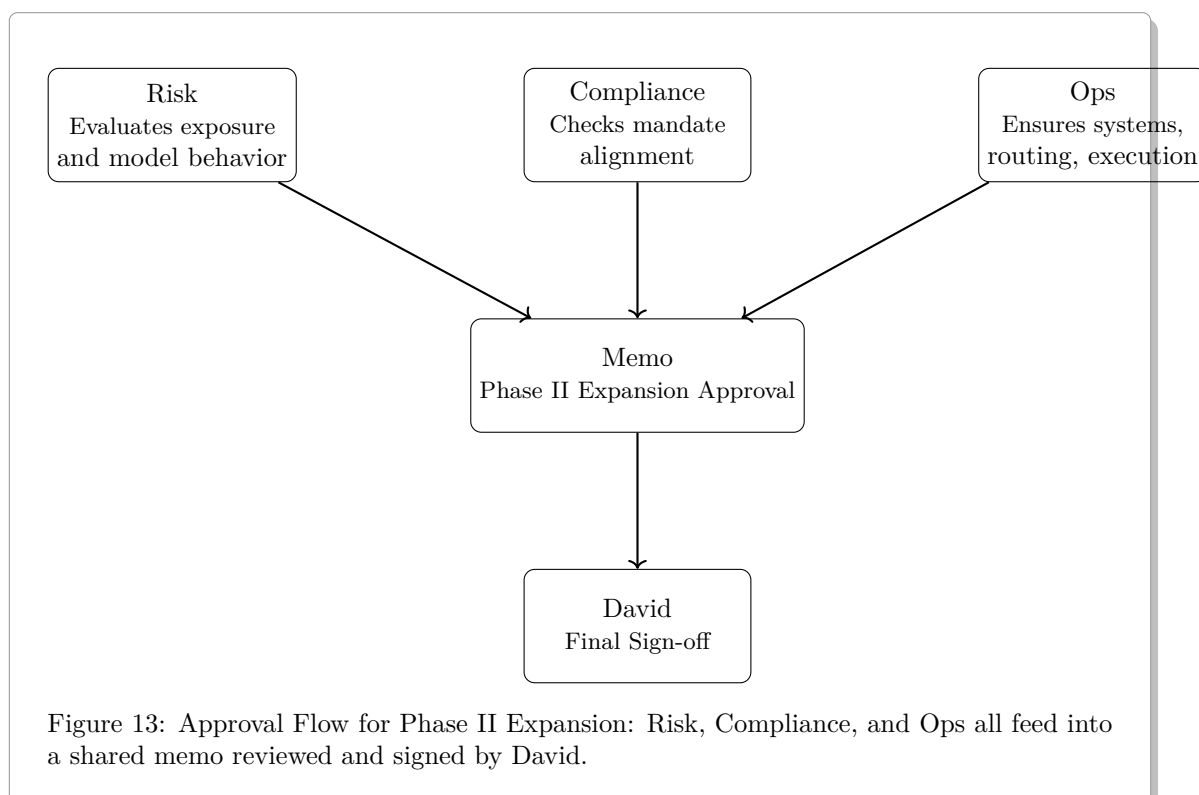 Risk
Evaluates exposure
and model behavior
Compliance
Checks mandate
alignment
Ops
Ensures systems,
routing, execution
Memo
Phase II Expansion Approval
David
Final Sign-off
Figure 13: Approval Flow for Phase II Expansion: Risk, Compliance, and Ops all feed into
a shared memo reviewed and signed by David.